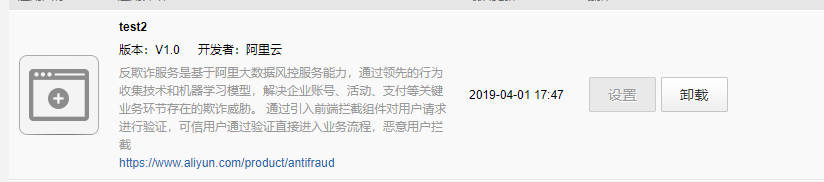 test2
版本：V1.0 开发者：阿里云
反欺诈服务是基于阿里大数据风控服务能力，通过领先的行为
收集技术和机器学习模型，解决企业账号、活动、支付等关键
业务环节存在的欺诈威胁。 通过引入前端拦截组件对用户请求
进行验证，可信用户通过验证直接进入业务流程，恶意用户拦
截
https://www.aliyun.com/product/antifraud
2019-04-01 17:47
设置
卸载